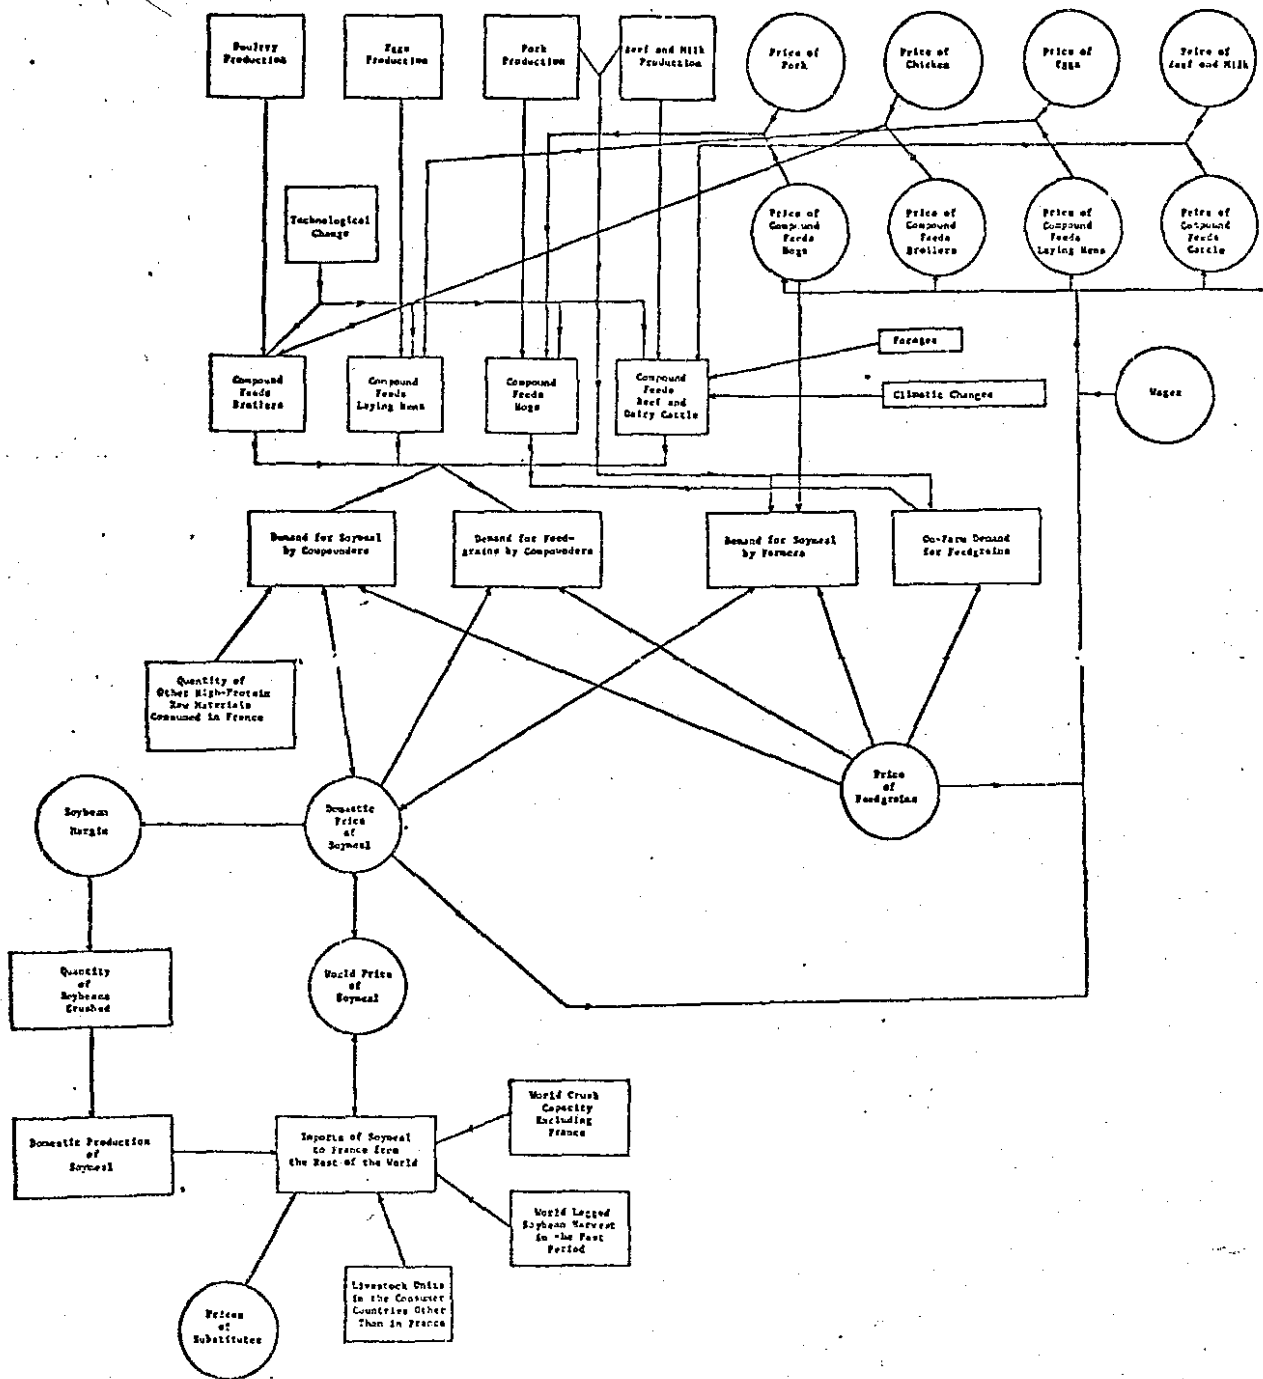 Poultry
Production
Eggs
Production
Pork
Production
Beef and Milk
Production
Price of
Pork
Price of
Chicken
Price of
Eggs
Price of
Beef and Milk
Technological
Change
Price of
Compound
Feeds
Hogs
Price of
Compound
Feeds
Broilers
Price of
Compound
Feeds
Laying Hens
Price of
Compound
Feeds
Cattle
Compound
Feeds
Broilers
Compound
Feeds
Laying Hens
Compound
Feeds
Hogs
Compound
Feeds
Beef and
Dairy Cattle
Forages
Climatic Changes
Wages
Demand for Soymeal
by Compounders
Demand for Feed-
grains by Compounders
Demand for Soymeal
by Farmers
On-Farm Demand
for Feedgrains
Quantity of
Other High-Protein
Raw Materials
Consumed in France
Soybean
Margin
Domestic
Price
of
Soymeal
Price
of
Feedgrains
Quantity
of
Soybeans
Crushed
World Price
of
Soymeal
Domestic Production
of
Soymeal
Imports of Soymeal
to France from
the Rest of the World
World Crush
Capacity
Excluding
France
World Lagged
Soybean Harvest
in the Past
Period
Prices
of
Substitutes
Livestock Units
in the Consumer
Countries Other
Than in France